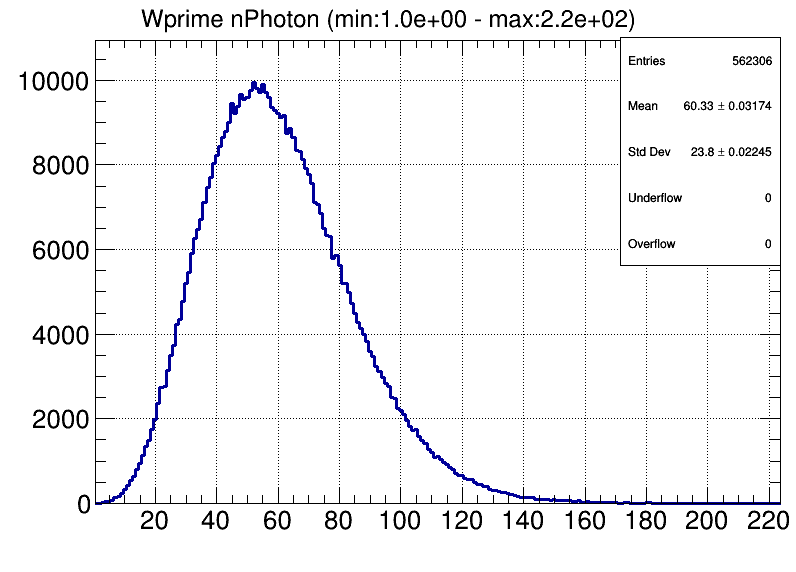 Wprime nPhoton (min:1.0e+00 - max:2.2e+02)
Entries 562306
Mean 60.33 ± 0.03174
Std Dev 23.8 ± 0.02245
Underflow 0
Overflow 0
10000
8000
6000
4000
2000
0
20 40 60 80 100 120 140 160 180 200 220